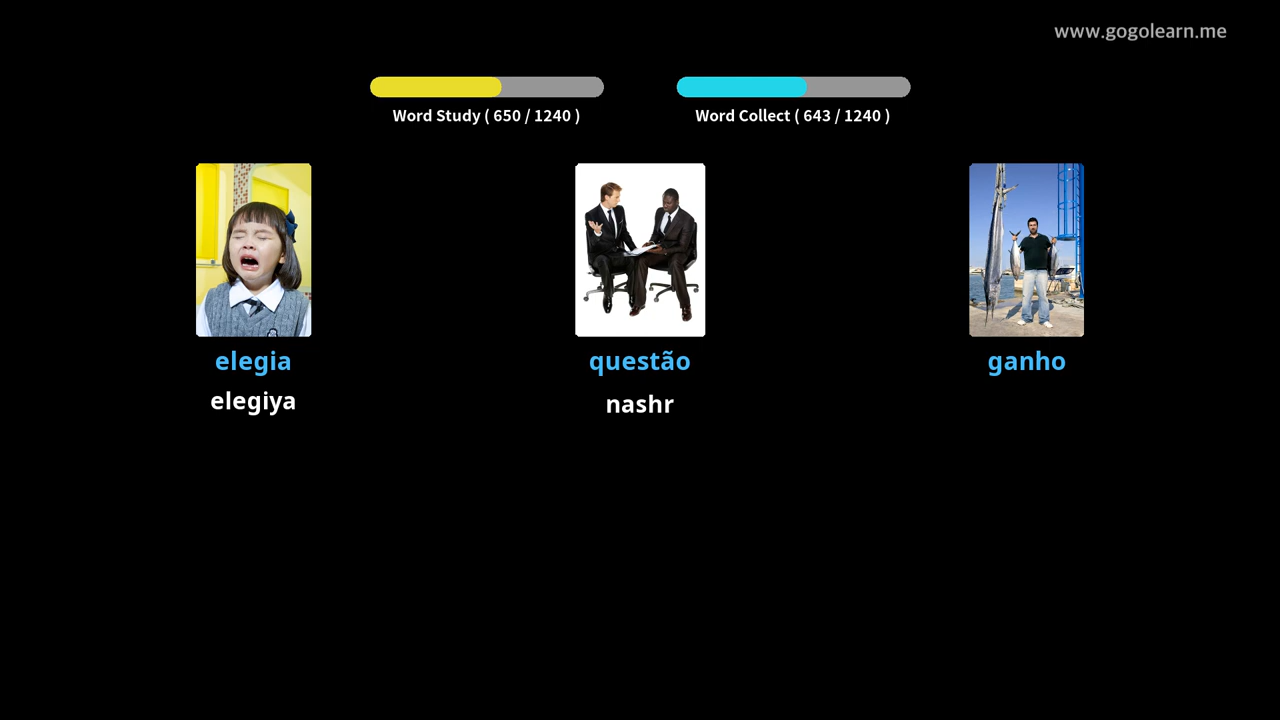 www.gogolearn.me
Word Study ( 650 / 1240 )
Word Collect ( 643 / 1240 )
elegia
questão
ganho
elegiya
nashr